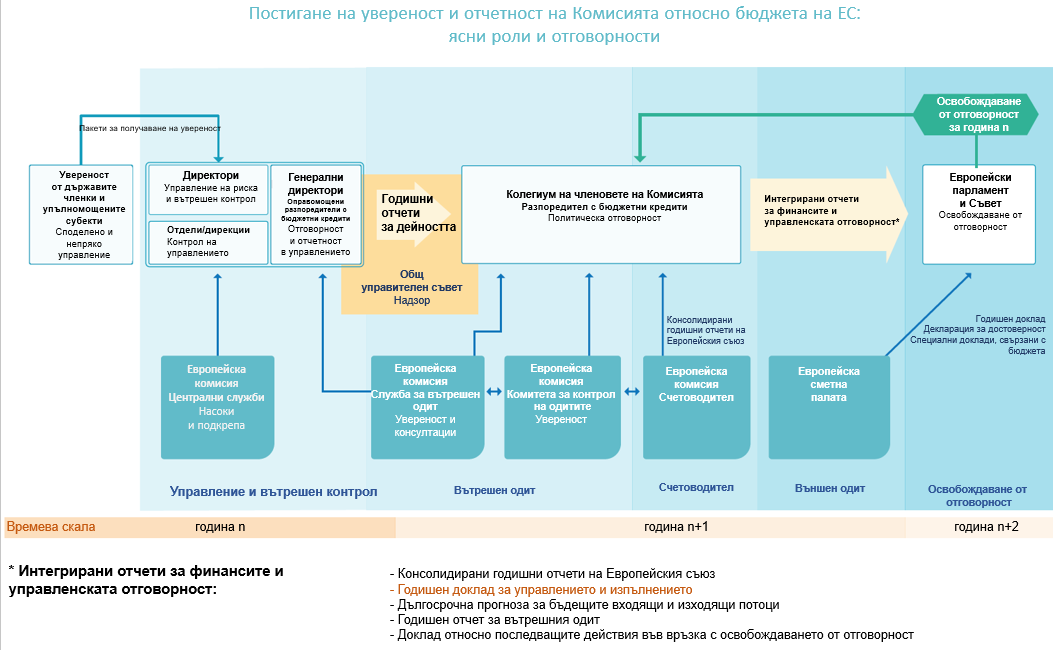 Постигане на увереност и отчетност на Комисията относно бюджета на ЕС:
ясни роли и отговорности
Пакети за получаване на увереност
Увереност
от държавите
членки и
упълномощените
субекти
Споделено и
непряко
управление
Директори
Управление на риска
и вътрешен контрол
Отдели/дирекции
Контрол на
управлението
Генерални
директори
Оправомощени
разпоредители с
бюджетни кредити
Отговорност
и отчетност
в управлението
Годишни
отчети
за дейността
Общ
управителен съвет
Надзор
Колегиум на членовете на Комисията
Разпоредител с бюджетни кредити
Политическа отговорност
Интегрирани отчети
за финансите и
управленската отговорност*
Освобождаване
от отговорност
за година n
Европейски
парламент
и Съвет
Освобождаване от
отговорност
Консолидирани
годишни отчети на
Европейския съюз
Годишен доклад
Декларация за достоверност
Специални доклади, свързани с
бюджета
Европейска
комисия
Централни служби
Насоки
и подкрепа
Европейска
комисия
Служба за вътрешен
одит
Увереност и
консултации
Европейска
комисия
Комитета за контрол
на одитите
Увереност
Европейска
комисия
Счетоводител
Европейска
сметна
палата
Управление и вътрешен контрол
Вътрешен одит
Счетоводител
Външен одит
Освобождаване от
отговорност
Времева скала
година n
година n+1
година n+2
* Интегрирани отчети за финансите и
управленската отговорност:
- Консолидирани годишни отчети на Европейския съюз
- Годишен доклад за управлението и изпълнението
- Дългосрочна прогноза за бъдещите входящи и изходящи потоци
- Годишен отчет за вътрешния одит
- Доклад относно последващите действия във връзка с освобождаването от отговорност